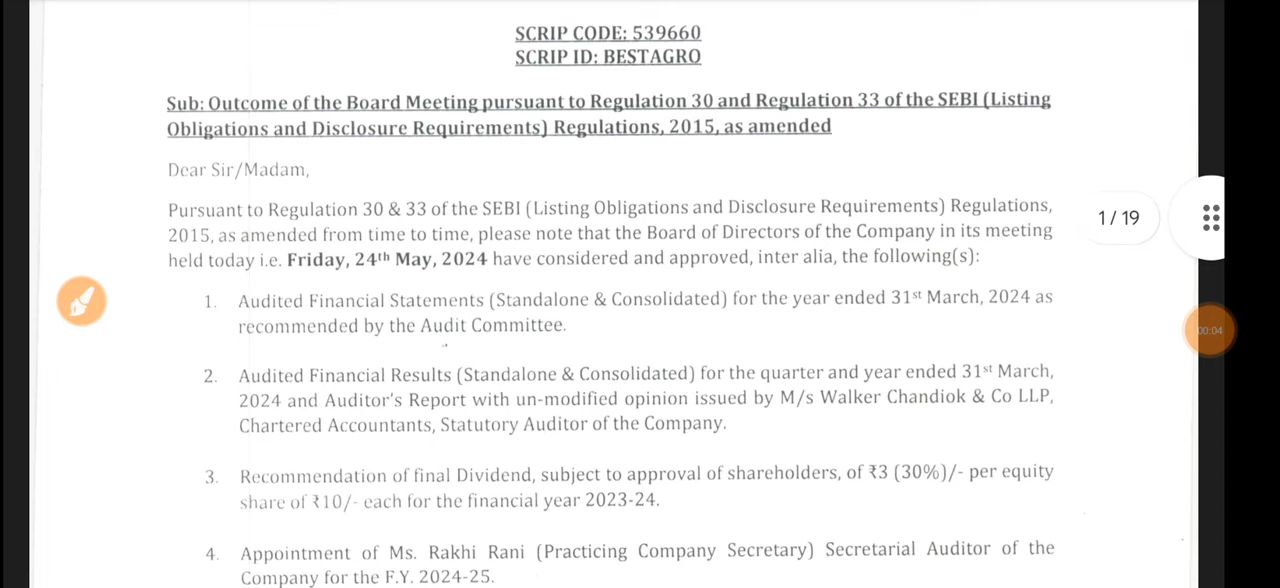 SCRIP CODE: 539660
SCRIP ID: BESTAGRO
Sub: Outcome of the Board Meeting pursuant to Regulation 30 and Regulation 33 of the SEBI (Listing
Obligations and Disclosure Requirements) Regulations, 2015, as amended
Dear Sir/Madam,
Pursuant to Regulation 30 & 33 of the SEBI (Listing Obligations and Disclosure Requirements) Regulations,
2015, as amended from time to time, please note that the Board of Directors of the Company in its meeting
held today i.e. Friday, 24th May, 2024 have considered and approved, inter alia, the following(s):
1. Audited Financial Statements (Standalone & Consolidated) for the year ended 31st March, 2024 as
recommended by the Audit Committee.
2. Audited Financial Results (Standalone & Consolidated) for the quarter and year ended 31st March,
2024 and Auditor's Report with un-modified opinion issued by M/s Walker Chandiok & Co LLP,
Chartered Accountants, Statutory Auditor of the Company.
3. Recommendation of final Dividend, subject to approval of shareholders, of ₹3 (30%)/- per equity
share of ₹10/- each for the financial year 2023-24.
4. Appointment of Ms. Rakhi Rani (Practicing Company Secretary) Secretarial Auditor of the
Company for the F.Y. 2024-25.
1 / 19
00:04